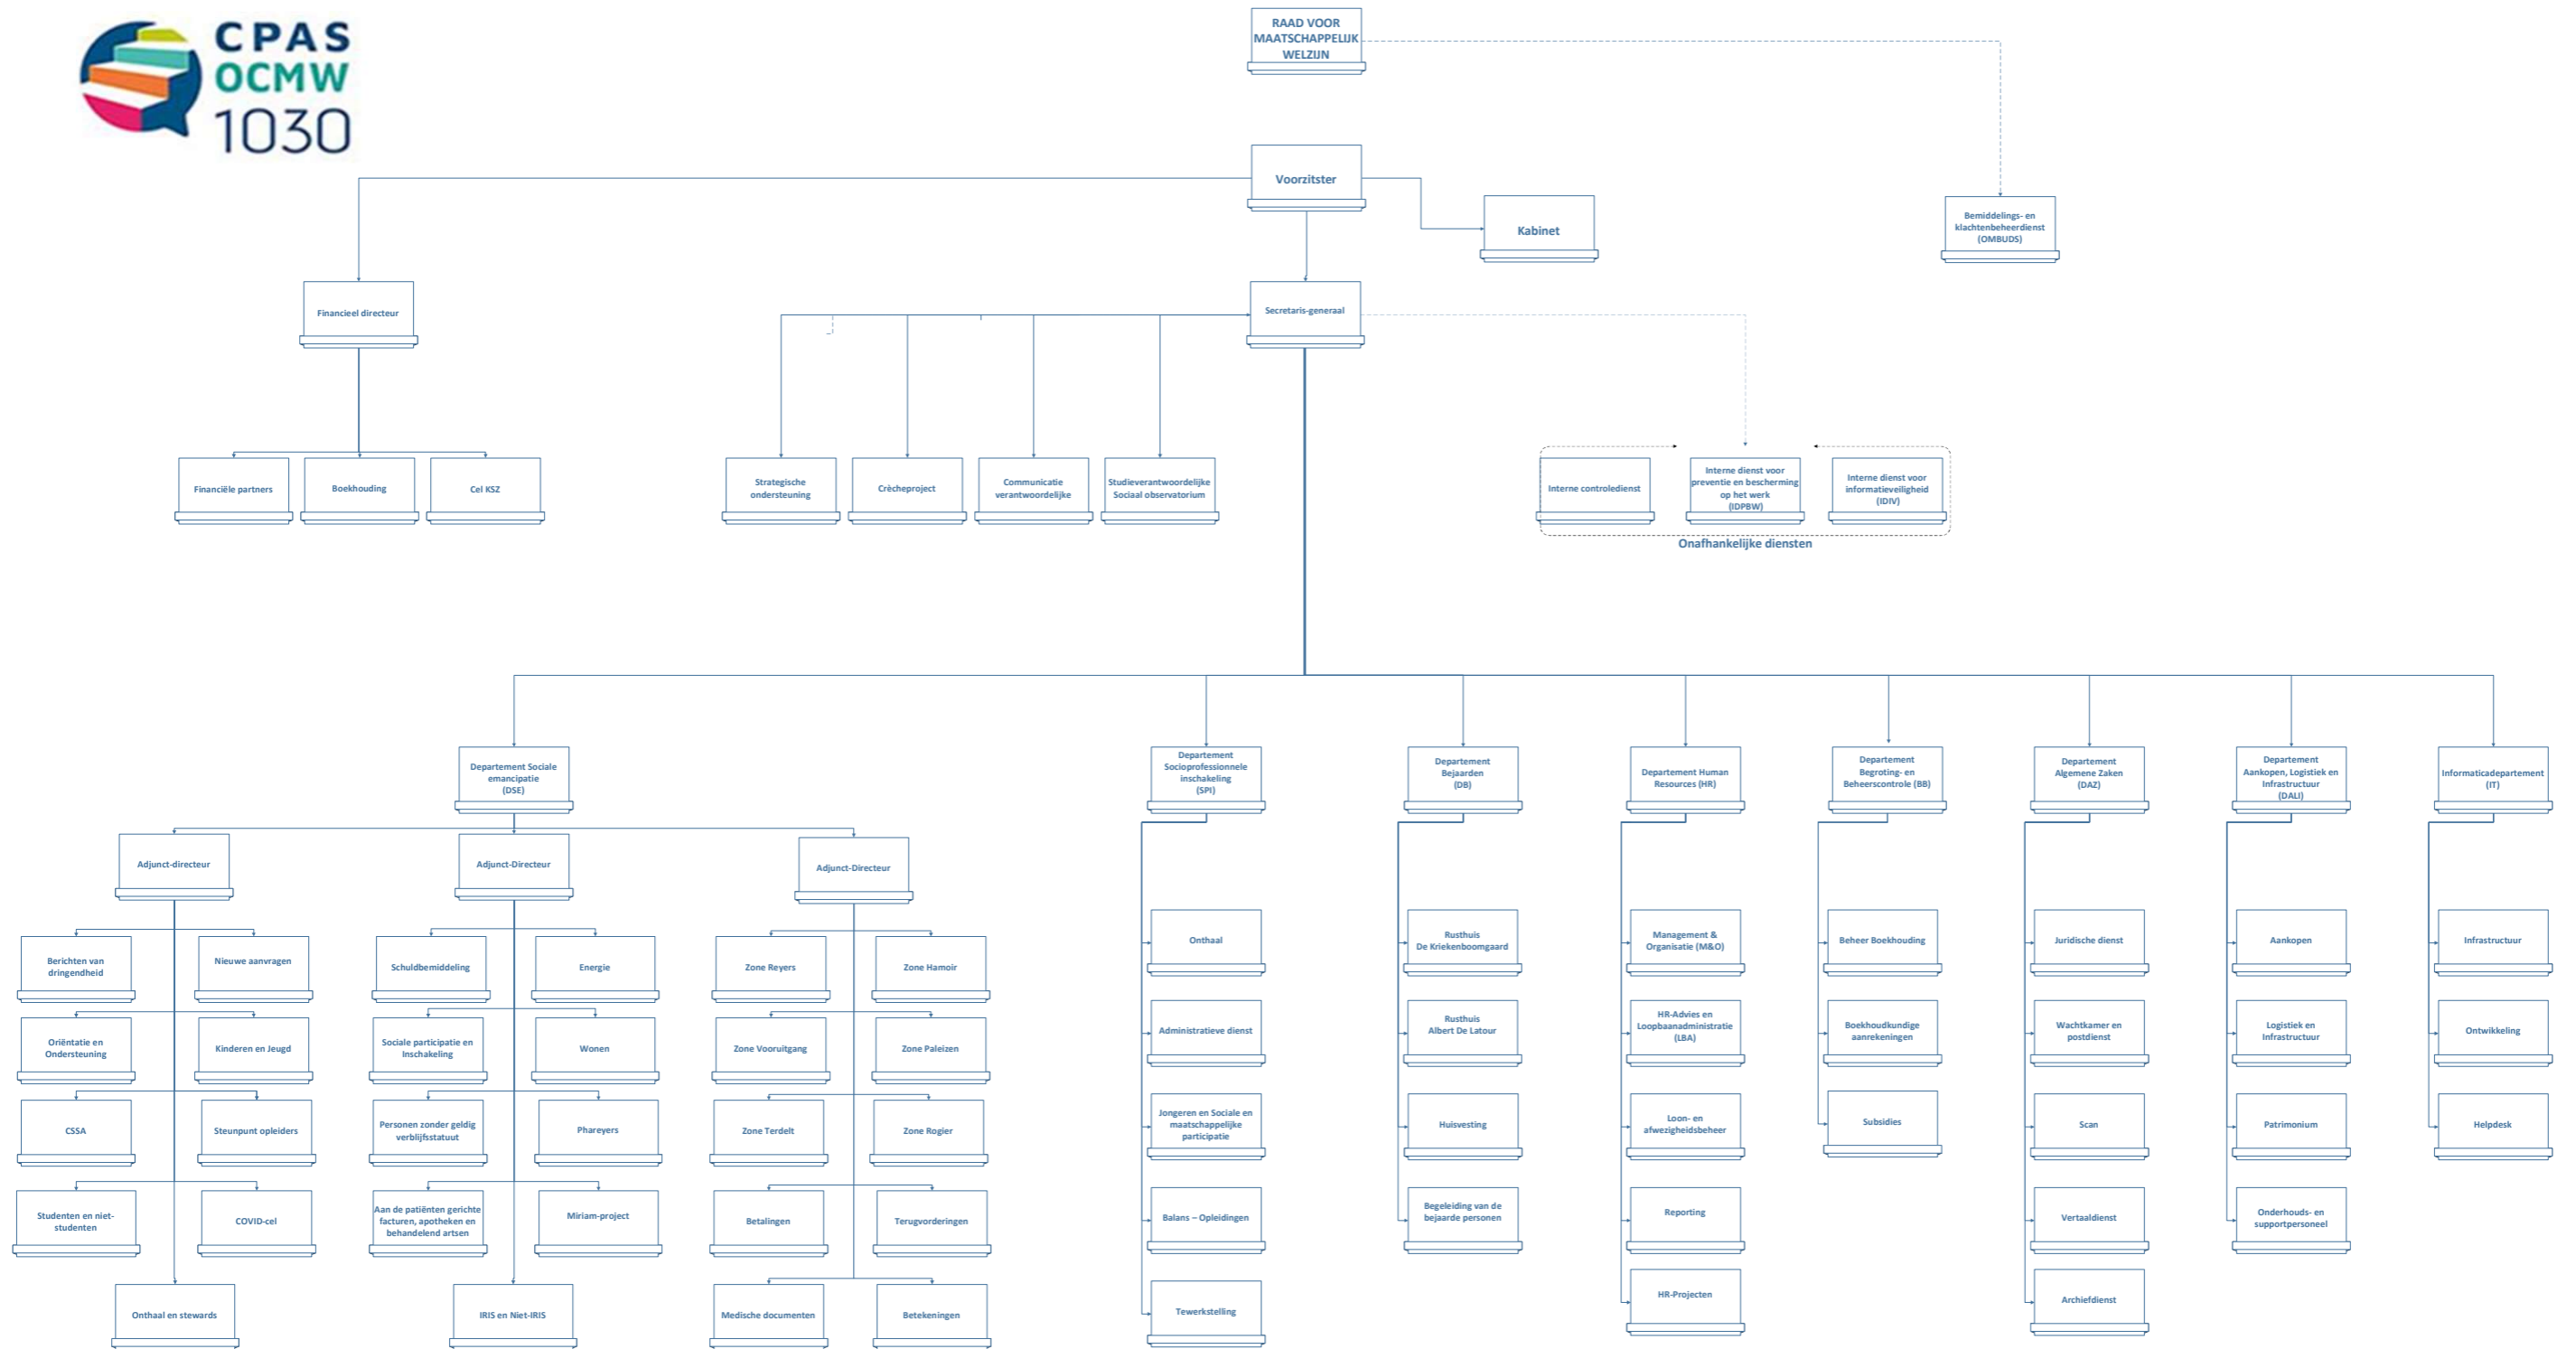 CPAS
OCMW
1030
RAAD VOOR
MAATSCHAPPELIJK
WELZIJN
Voorzitster
Kabinet
Bemiddelings- en
klachtenbeheerdienst
(OMBUDS)
Financieel directeur
Secretaris-generaal
Financiële partners
Boekhouding
Cel KSZ
Strategische
ondersteuning
Crècheproject
Communicatie
verantwoordelijke
Studieverantwoordelijke
Sociaal observatorium
Interne controledienst
Interne dienst voor
preventie en bescherming
op het werk
(IDPBW)
Interne dienst voor
informatieveiligheid
(IDIV)
Onafhankelijke diensten
Departement Sociale
emancipatie
(DSE)
Departement
Socioprofessionnele
inschakeling
(SPI)
Departement
Bejaarden
(DB)
Departement Human
Resources (HR)
Departement
Begroting- en
Beheerscontrole (BB)
Departement
Algemene Zaken
(DAZ)
Departement
Aankopen, Logistiek en
Infrastructuur
(DALI)
Informaticadepartement
(IT)
Adjunct-directeur
Adjunct-Directeur
Adjunct-Directeur
Berichten van
dringendheid
Nieuwe aanvragen
Schuldbemiddeling
Energie
Zone Reyers
Zone Hamoir
Onthaal
Rusthuis
De Kriekenboomgaard
Management &
Organisatie (M&O)
Beheer Boekhouding
Juridische dienst
Aankopen
Infrastructuur
Oriëntatie en
Ondersteuning
Kinderen en Jeugd
Sociale participatie en
Inschakeling
Wonen
Zone Vooruitgang
Zone Paleizen
Administratieve dienst
Rusthuis
Albert De Latour
HR-Advies en
Loopbaanadministratie
(LBA)
Boekhoudkundige
aanrekeningen
Wachtkamer en
postdienst
Logistiek en
Infrastructuur
Ontwikkeling
CSSA
Steunpunt opleiders
Personen zonder geldig
verblijfsstatuut
Phareyers
Zone Terdelt
Zone Rogier
Jongeren en Sociale en
maatschappelijke
participatie
Huisvesting
Loon- en
afwezigheidsbeheer
Subsidies
Scan
Patrimonium
Helpdesk
Studenten en niet-
studenten
COVID-cel
Aan de patiënten gerichte
facturen, apotheken en
behandelend artsen
Miriam-project
Betalingen
Terugvorderingen
Balans – Opleidingen
Begeleiding van de
bejaarde personen
Reporting
Vertaaldienst
Onderhouds- en
supportpersoneel
Onthaal en stewards
IRIS en Niet-IRIS
Medische documenten
Betekeningen
Tewerkstelling
HR-Projecten
Archiefdienst